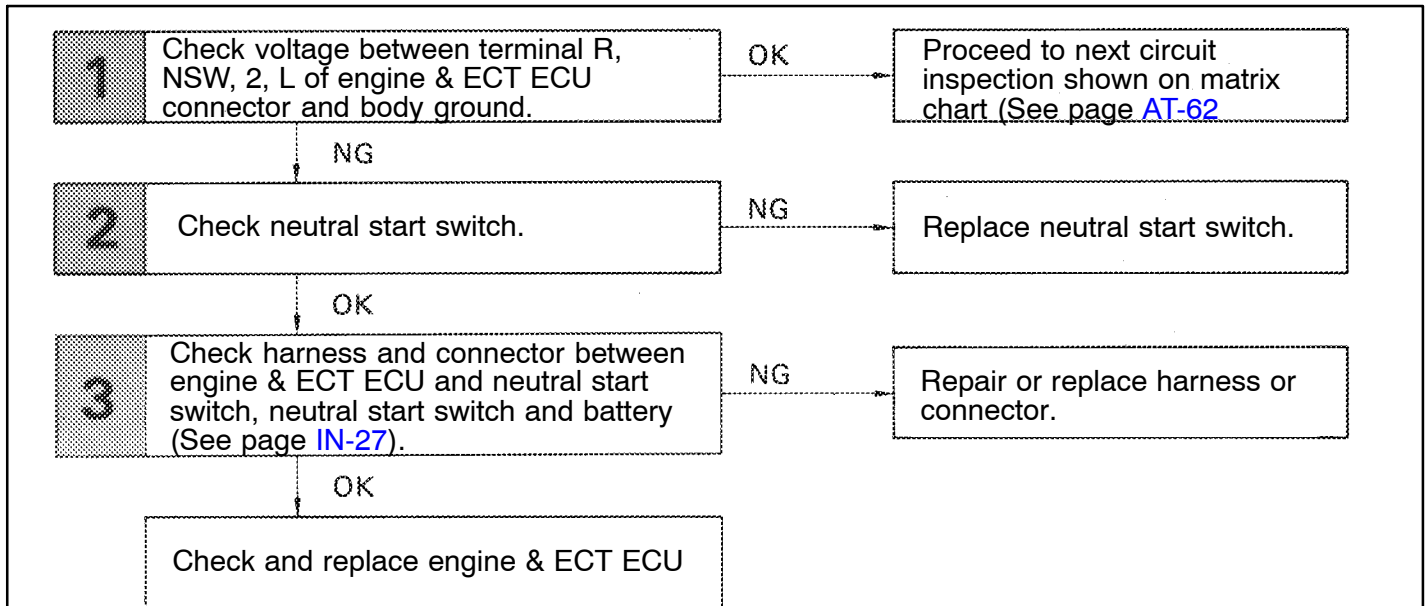 1
Check voltage between terminal R,
NSW, 2, L of engine & ECT ECU
connector and body ground.
OK
Proceed to next circuit
inspection shown on matrix
chart (See page AT-62
NG
2
Check neutral start switch.
NG
Replace neutral start switch.
OK
3
Check harness and connector between
engine & ECT ECU and neutral start
switch, neutral start switch and battery
(See page IN-27).
NG
Repair or replace harness or
connector.
OK
Check and replace engine & ECT ECU